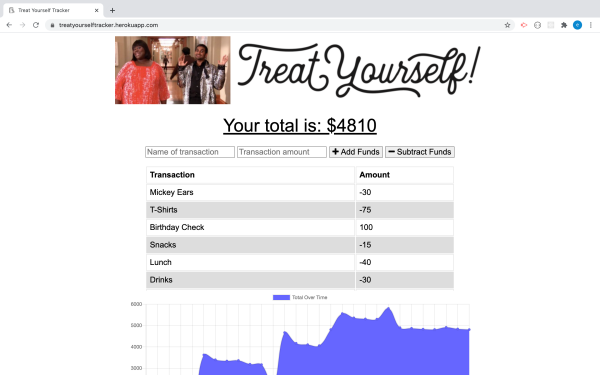 Treat Yourself Tracker
treatyourselftracker.herokuapp.com
Treat Yourself!
Your total is: $4810
Name of transaction Transaction amount Add Funds Subtract Funds
Transaction Amount
Mickey Ears -30
T-Shirts -75
Birthday Check 100
Snacks -15
Lunch -40
Drinks -30
Total Over Time
6000
5000
4000
3000